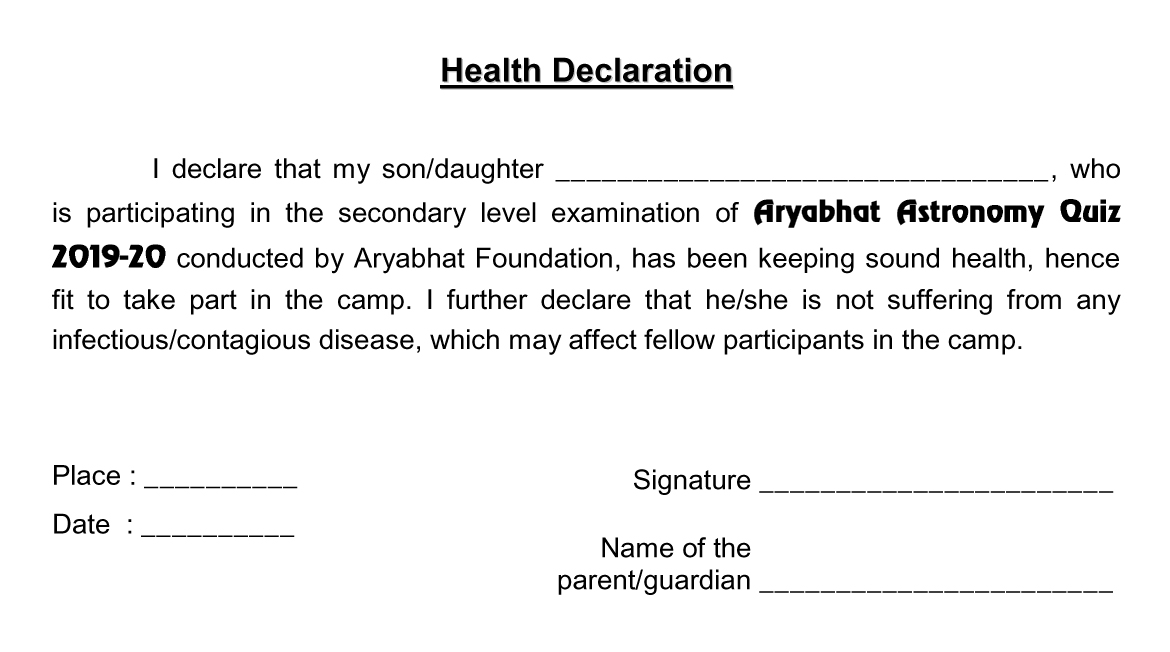 Health Declaration
I declare that my son/daughter ________________________________, who
is participating in the secondary level examination of Aryabhat Astronomy Quiz
2019-20 conducted by Aryabhat Foundation, has been keeping sound health, hence
fit to take part in the camp. I further declare that he/she is not suffering from any
infectious/contagious disease, which may affect fellow participants in the camp.
Place : __________
Signature _______________________
Date : __________
Name of the
parent/guardian _______________________